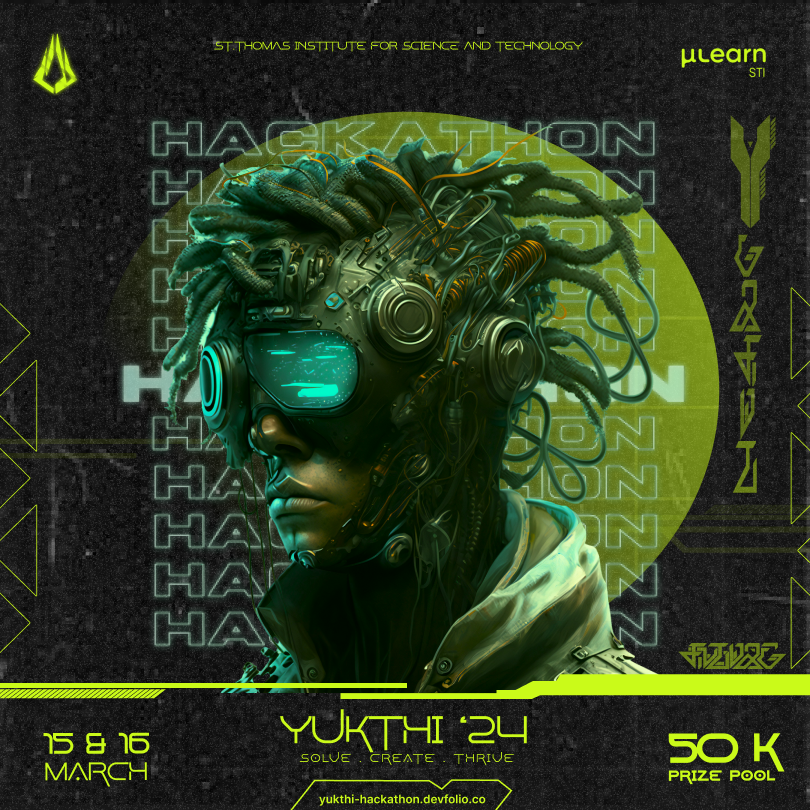 ST.THOMAS INSTITUTE FOR SCIENCE AND TECHNOLOGY
µLearn
STI
HACKATHON
HACKATHON
HACKATHON
HACKATHON
HACKATHON
HACKATHON
HACKATHON
HACKATHON
HACKATHON
HACKATHON
HACKATHON
15 & 16
MARCH
YUKTHI ‘24
SOLVE . CREATE . THRIVE
yukthi-hackathon.devfolio.co
50 K
PRIZE POOL